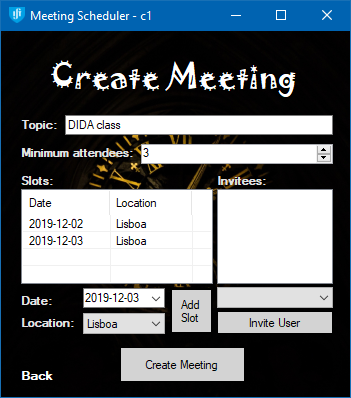 Meeting Scheduler - c1
Create Meeting
Topic: DIDA class
Minimum attendees: 3
Slots: Invitees:
Date Location
2019-12-02 Lisboa
2019-12-03 Lisboa
Date: 2019-12-03 Add Slot
Location: Lisboa Invite User
Create Meeting
Back